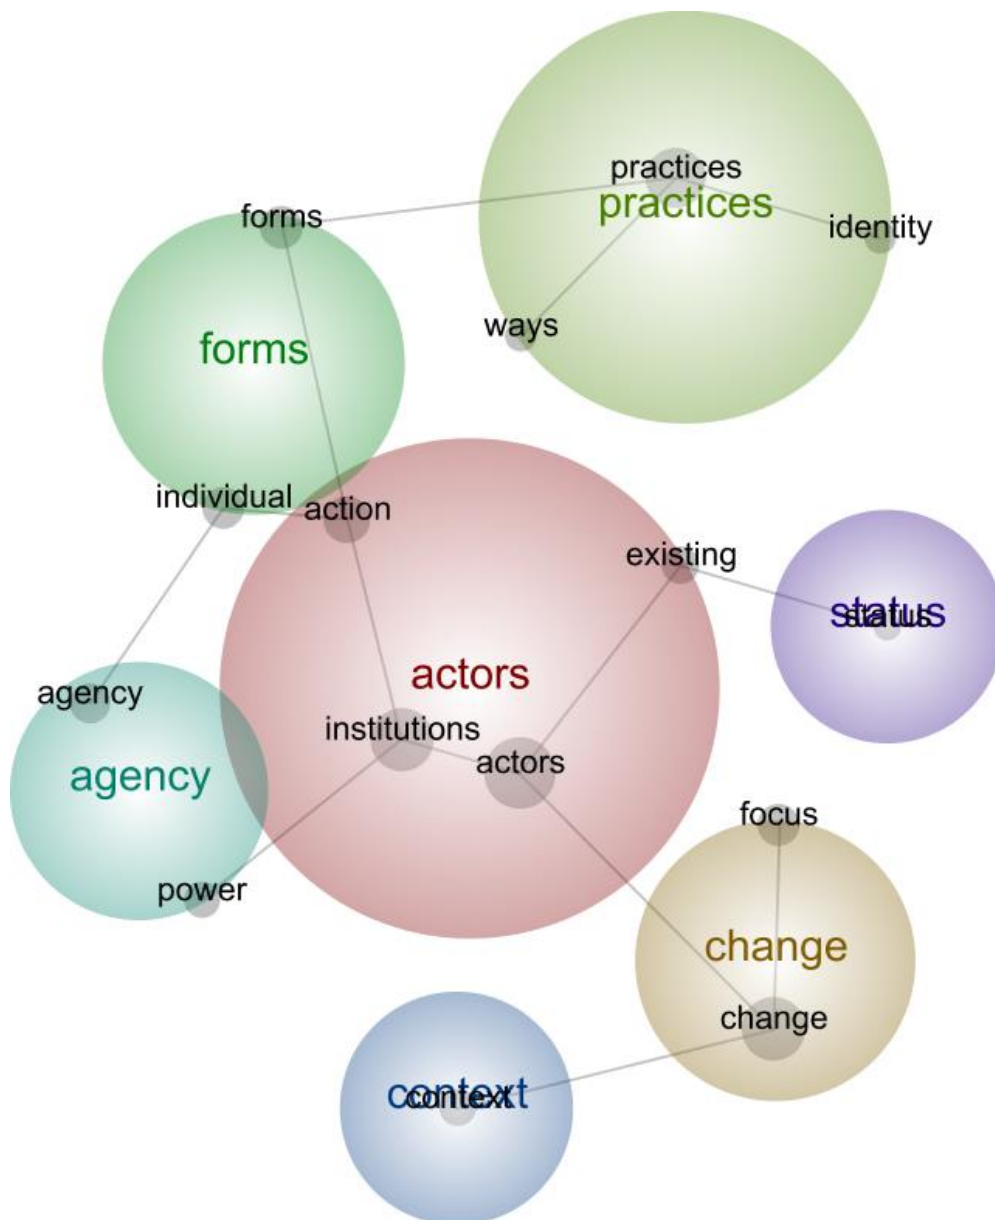 practices
practices
forms
identity
ways
forms
individual
action
existing
status
status
actors
agency
institutions
actors
agency
focus
power
change
change
context
context